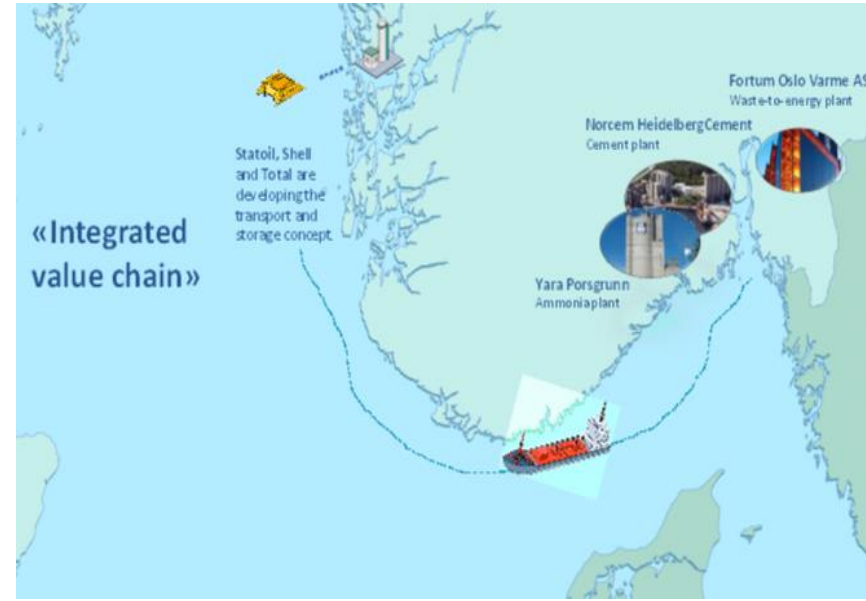 Fortum Oslo Varme AS
Waste-to-energy plant
Norcem HeidelbergCement
Cement plant
Statoil, Shell
and Total are
developing the
transport and
storage concept.
«Integrated
value chain»
Yara Porsgrunn
Ammonia plant